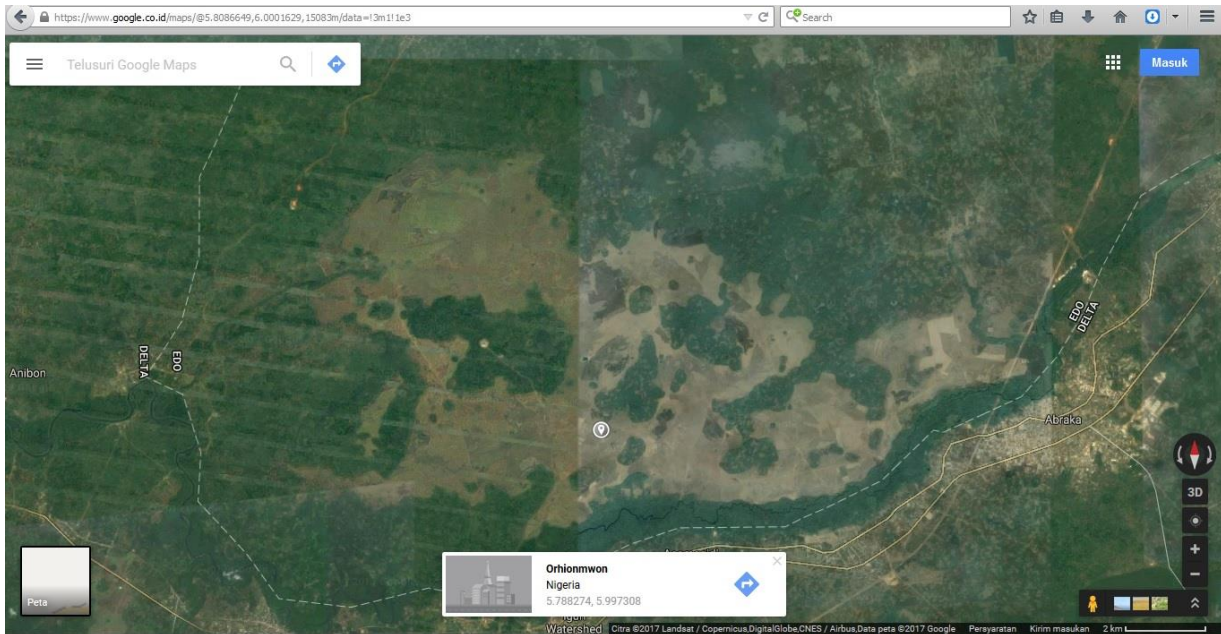 https://www.google.co.id/maps/@5.8086649,6.0001629,15083m/data=!3m1!1e3
Search
Telusuri Google Maps
Masuk
EDO
DELTA
DELTA
EDO
Anibon
Abraka
3D
Orhionmwon
Nigeria
5.788274, 5.997308
Peta
Watershed
Citra ©2017 Landsat / Copernicus,DigitalGlobe,CNES / Airbus,Data peta ©2017 Google Persyaratan Kirim masukan 2 km